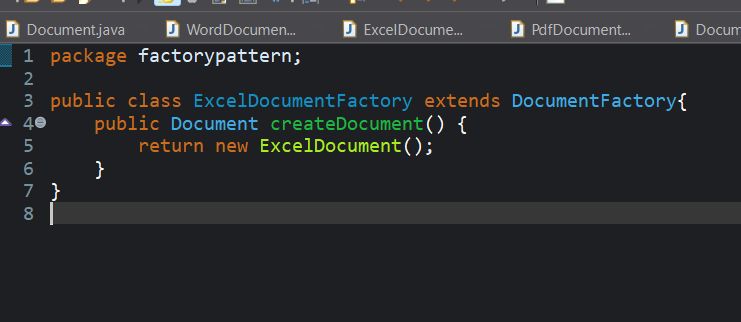 Document.java WordDocumen... ExcelDocume... PdfDocument... Docum
1 package factorypattern;
2
3 public class ExcelDocumentFactory extends DocumentFactory{
4 public Document createDocument() {
5 return new ExcelDocument();
6 }
7 }
8